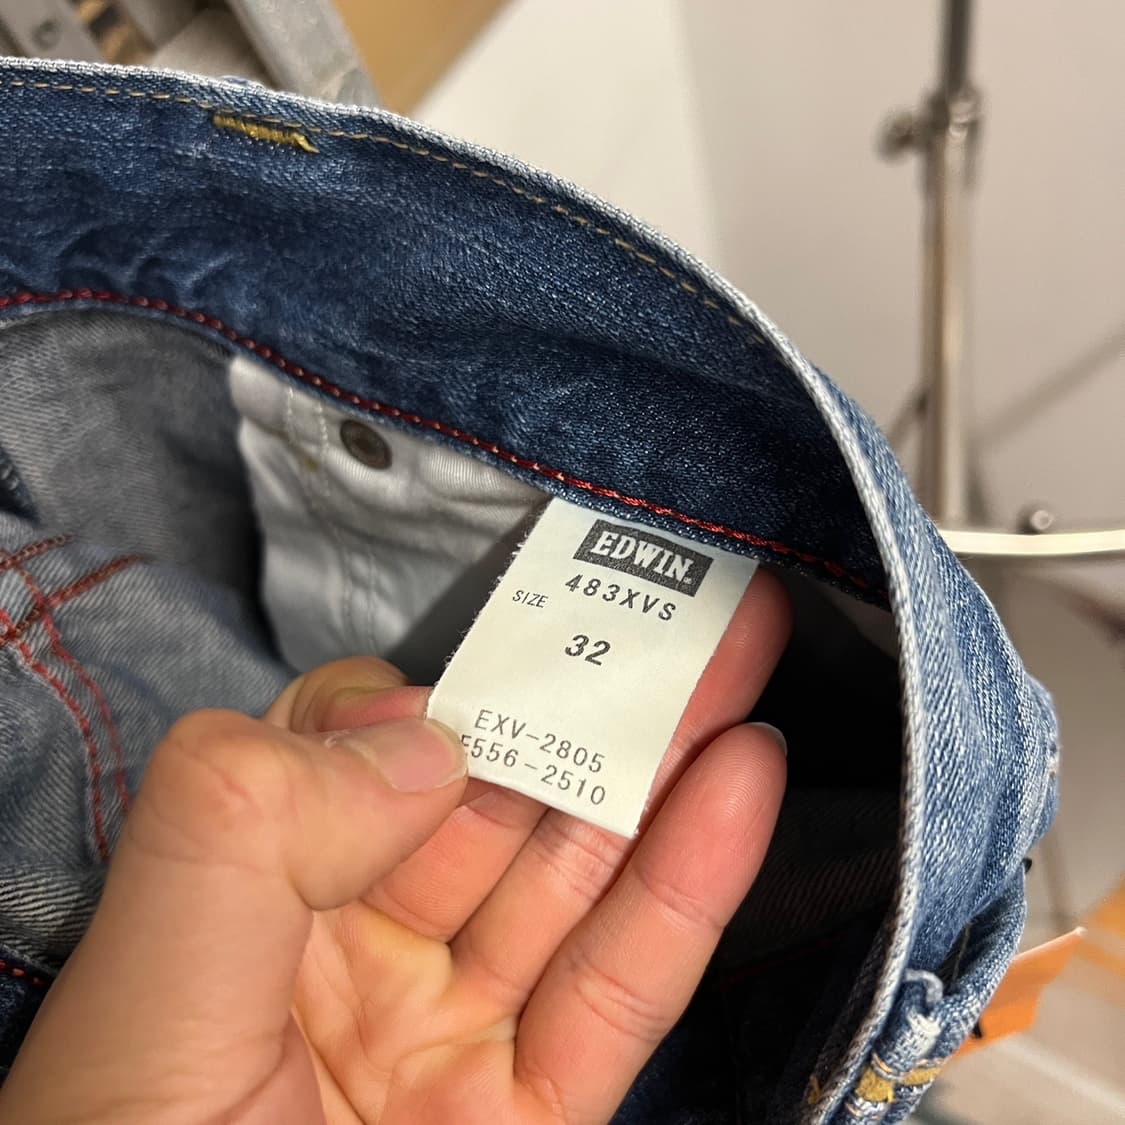 EDWIN.
483XVS
SIZE
32
EXV-2805
E556-2510